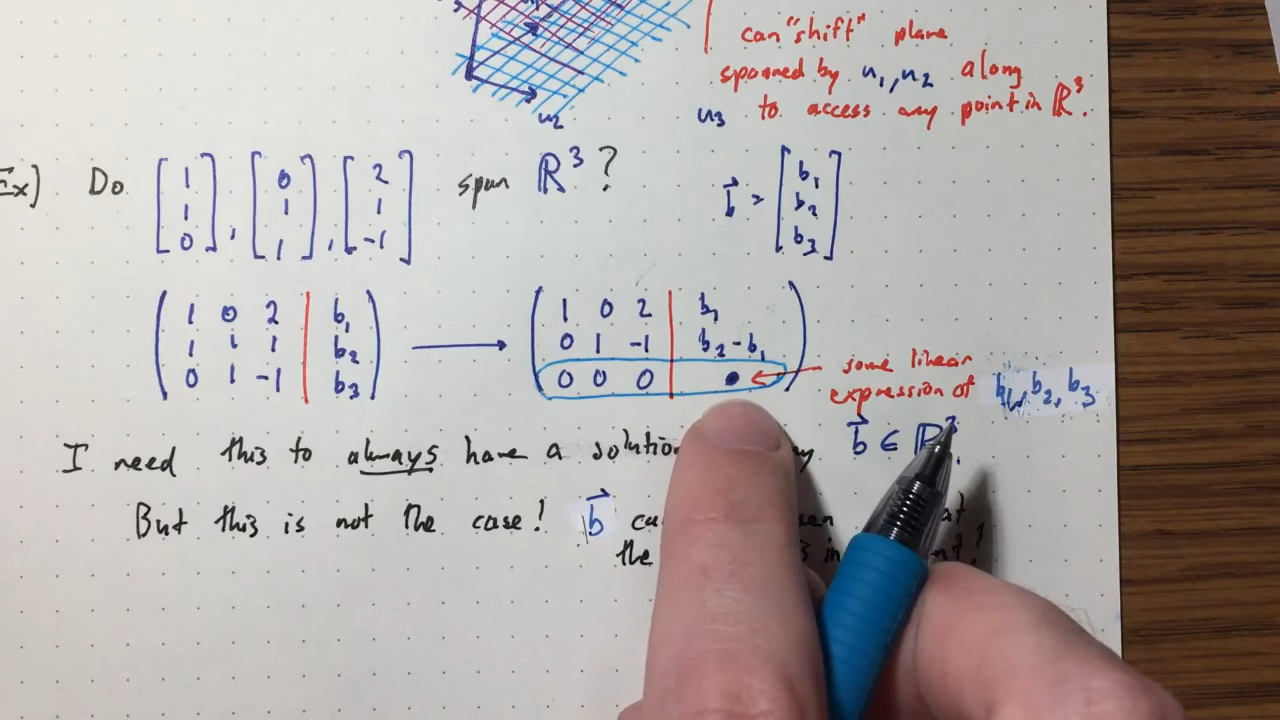 can "shift" plane
spanned by u1, u2 along
u3 to access any point in ℝ³.
u2
Ex] Do [1 1 0], [0 1 1], [2 1 -1] span ℝ³?
b⃗ = [b1 b2 b3]
1 0 2 | b1
1 1 1 | b2
0 1 -1 | b3
→
1 0 2 | b1
0 1 -1 | b2 - b1
0 0 0 | •
← some linear
expression of b1, b2, b3
I need this to always have a solution b⃗ ∈ ℝ³.
But this is not the case! b⃗
the